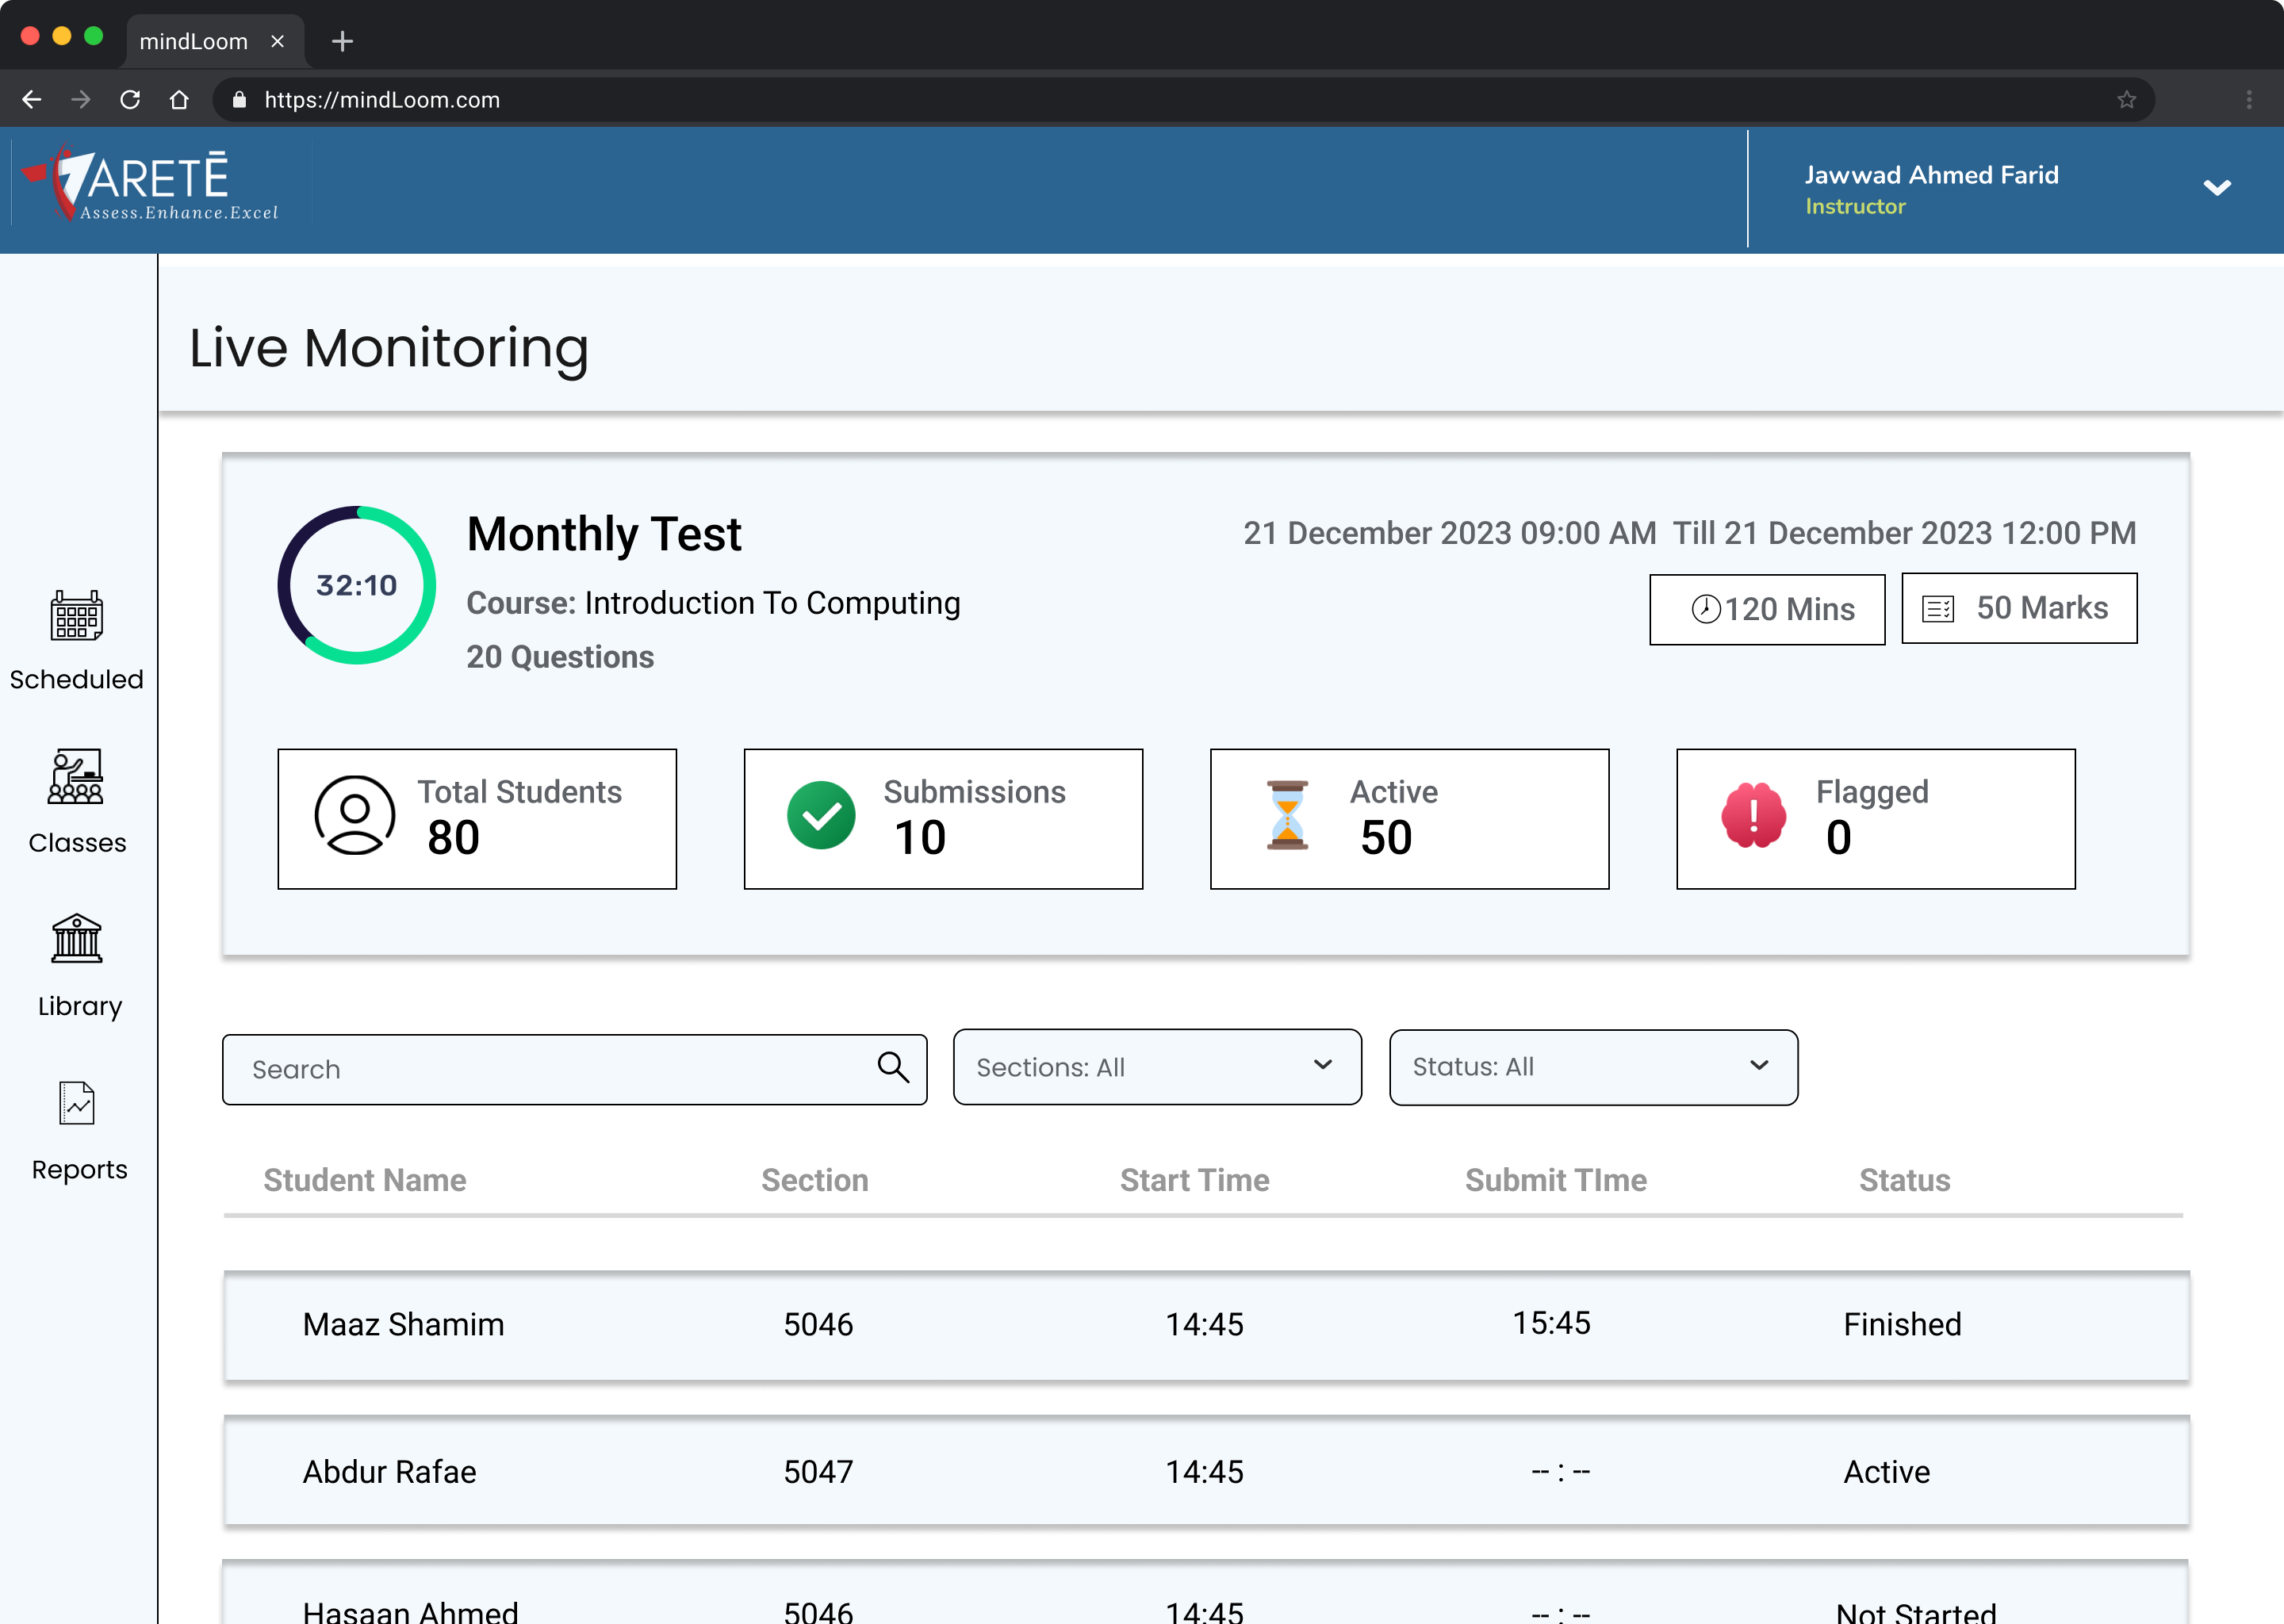 mindLoom
https://mindLoom.com
ARETĒ
Assess.Enhance.Excel
Jawwad Ahmed Farid
Instructor
Live Monitoring
Scheduled
Classes
Library
Reports
32:10
Monthly Test
Course: Introduction To Computing
20 Questions
21 December 2023 09:00 AM Till 21 December 2023 12:00 PM
120 Mins
50 Marks
Total Students
80
Submissions
10
Active
50
Flagged
0
Search
Sections: All
Status: All
Student Name Section Start Time Submit TIme Status
Maaz Shamim 5046 14:45 15:45 Finished
Abdur Rafae 5047 14:45 -- : -- Active
Hasaan Ahmed 5046 14:45 -- : -- Not Started